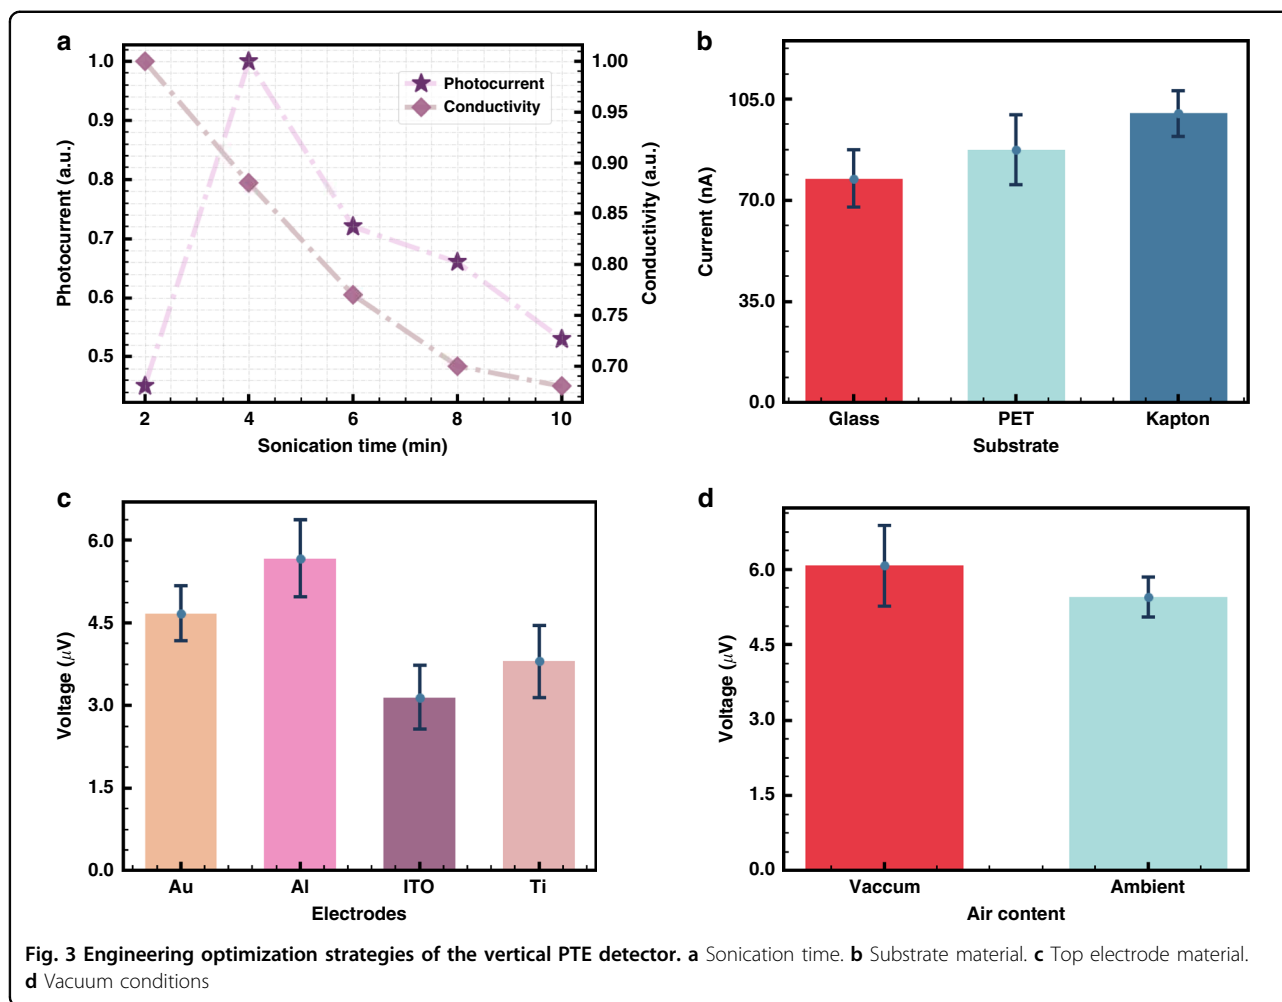 a
1.0
0.9
0.8
0.7
0.6
0.5
Photocurrent (a.u.)
Photocurrent
Conductivity
1.00
0.95
0.90
0.85
0.80
0.75
0.70
Conductivity (a.u.)
2 4 6 8 10
Sonication time (min)
b
105.0
70.0
35.0
0.0
Current (nA)
Glass PET Kapton
Substrate
c
6.0
4.5
3.0
1.5
0.0
Voltage (μV)
Au Al ITO Ti
Electrodes
d
6.0
4.5
3.0
1.5
0.0
Voltage (μV)
Vaccum Ambient
Air content
Fig. 3 Engineering optimization strategies of the vertical PTE detector. a Sonication time. b Substrate material. c Top electrode material.
d Vacuum conditions